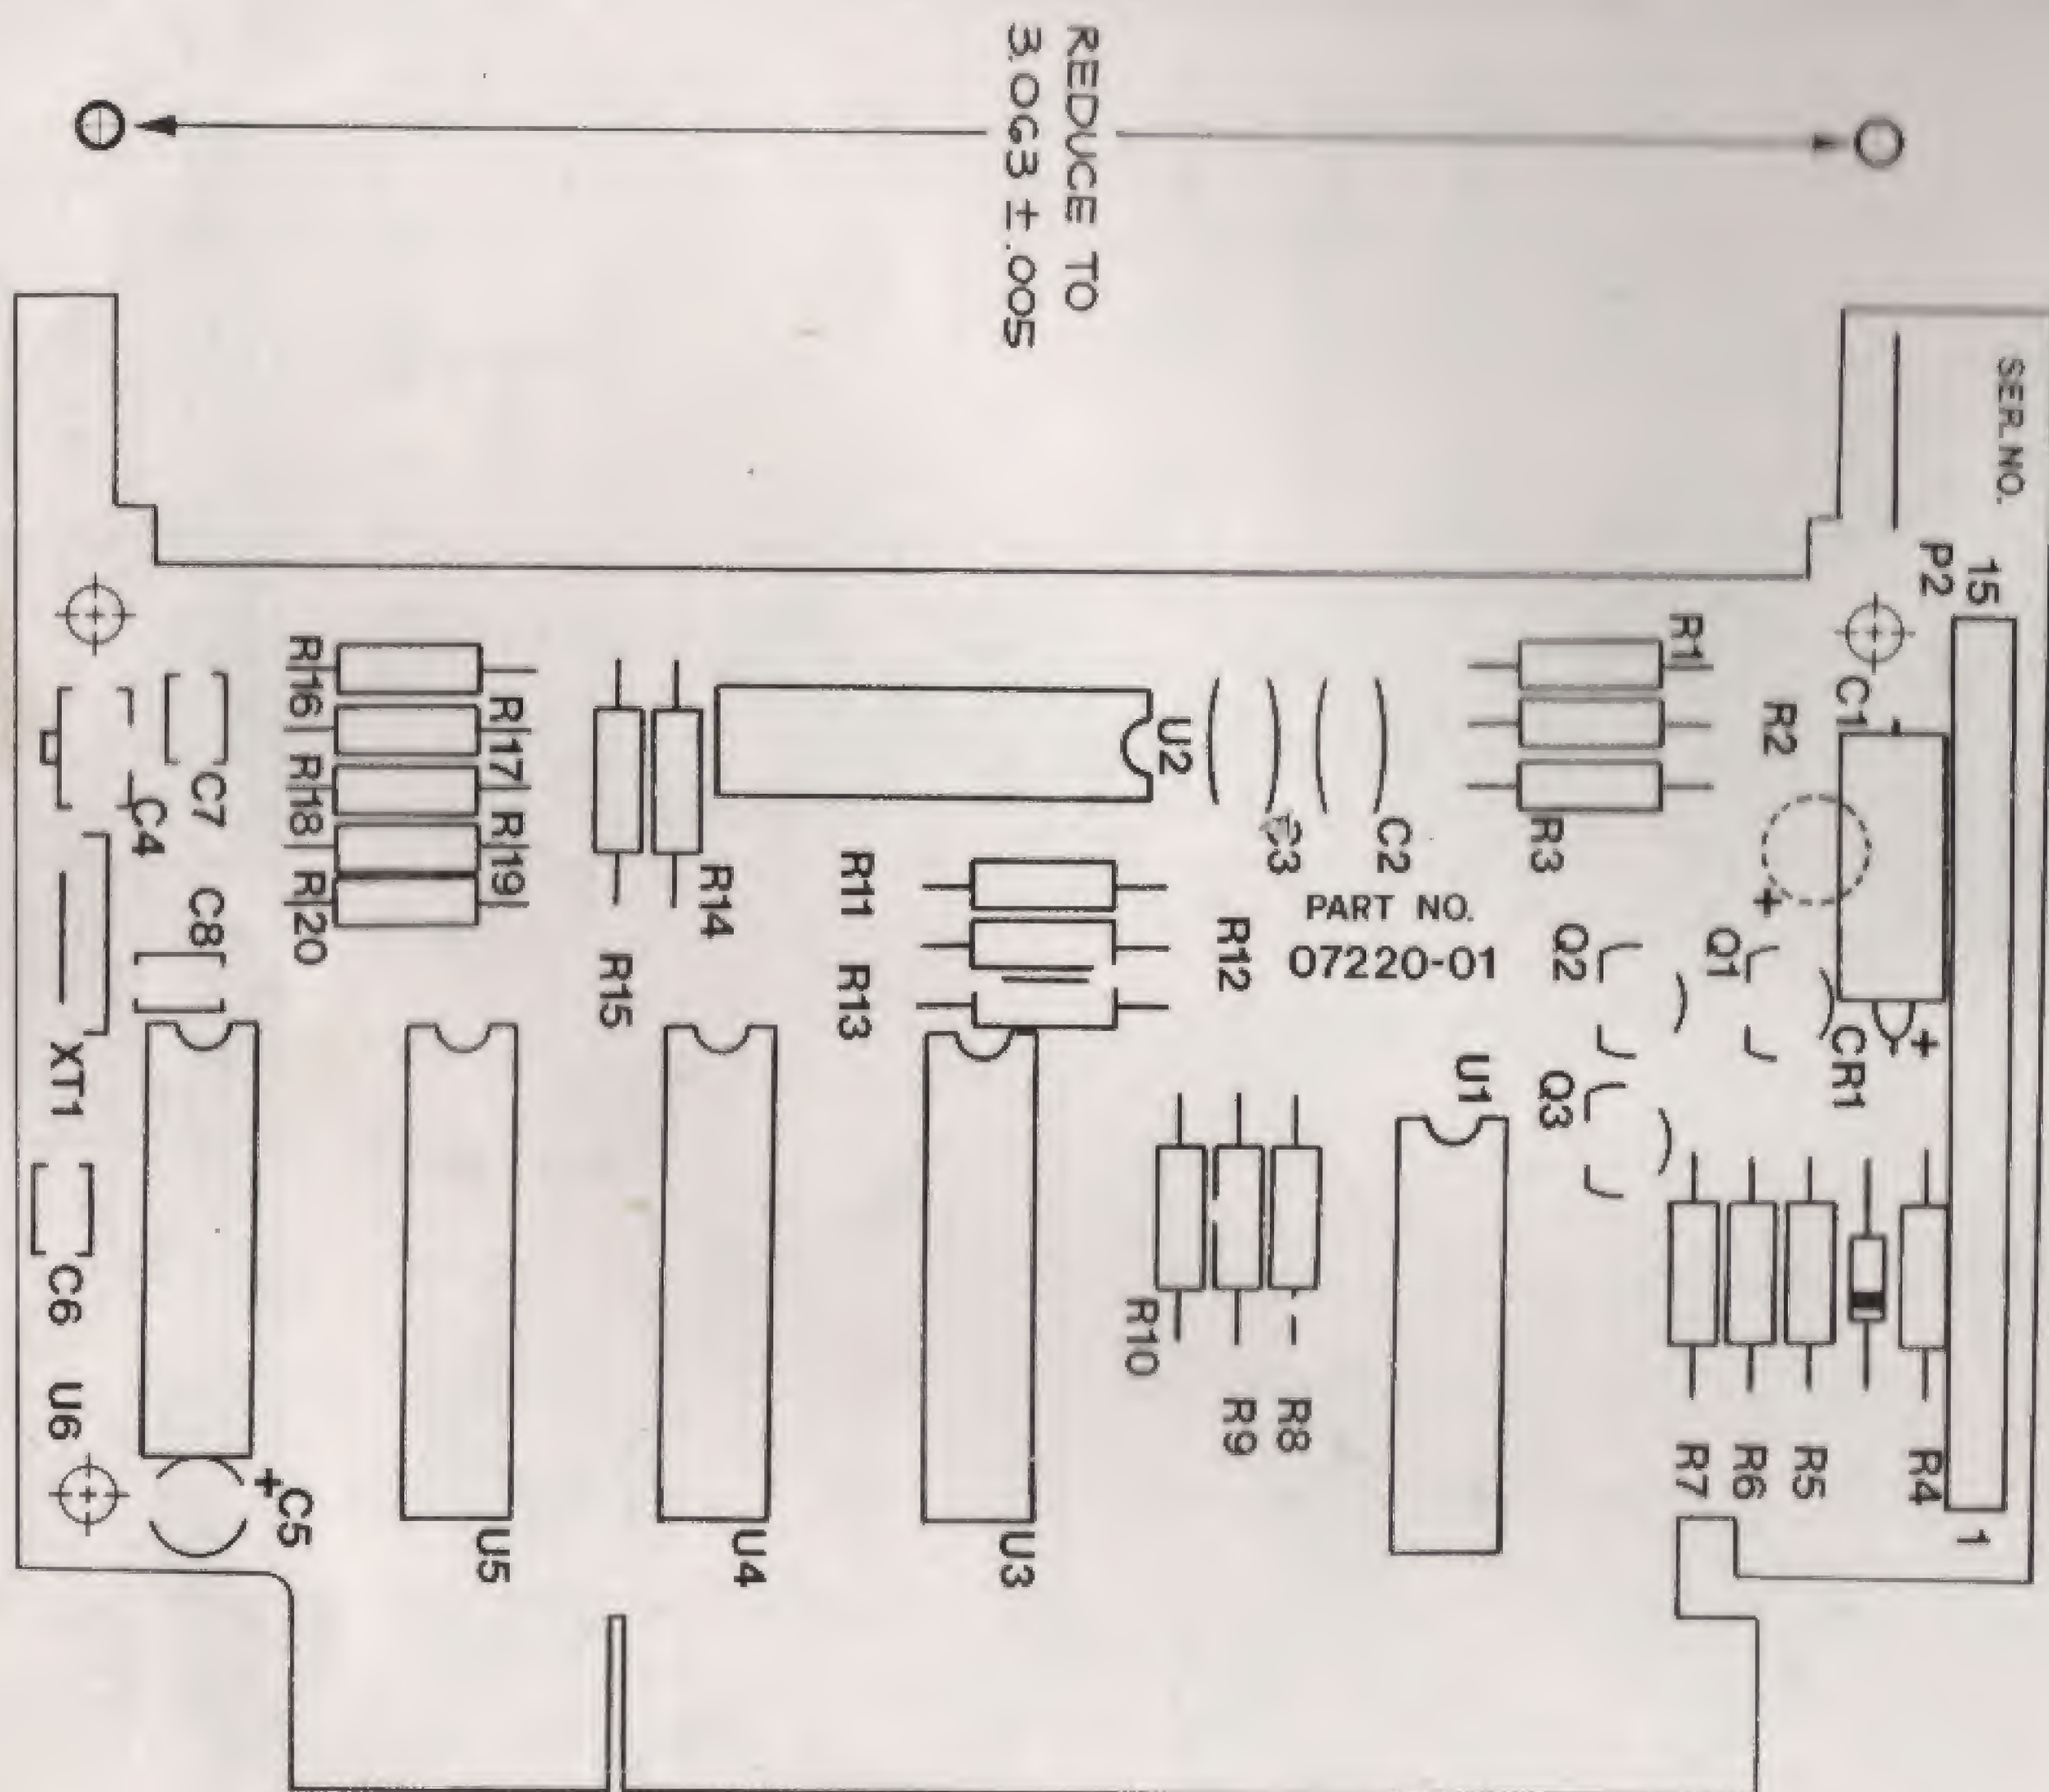 REDUCE TO
3.063 ±.005
SER.NO.
15
P2
R1
R2
C1
R3
+
U2
C3
C2
PART NO.
07220-01
R16
R17
R18
R19
R20
C7
C4
C8
R14
R15
R11
R12
R13
Q2
Q1
Q3
CR1
+
U1
XT1
C6
U6
+
C5
U5
U4
U3
R10
R9
R8
R7
R6
R5
R4
1